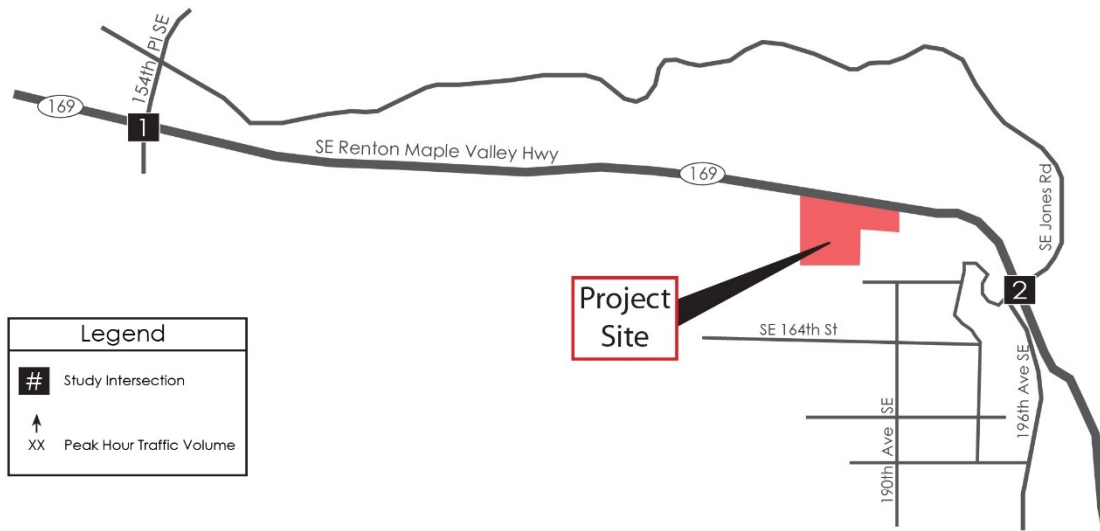 154th Pl SE
169
1
SE Renton Maple Valley Hwy
169
SE Jones Rd
Project
Site
2
SE 164th St
190th Ave SE
196th Ave SE
Legend
# Study Intersection
XX Peak Hour Traffic Volume